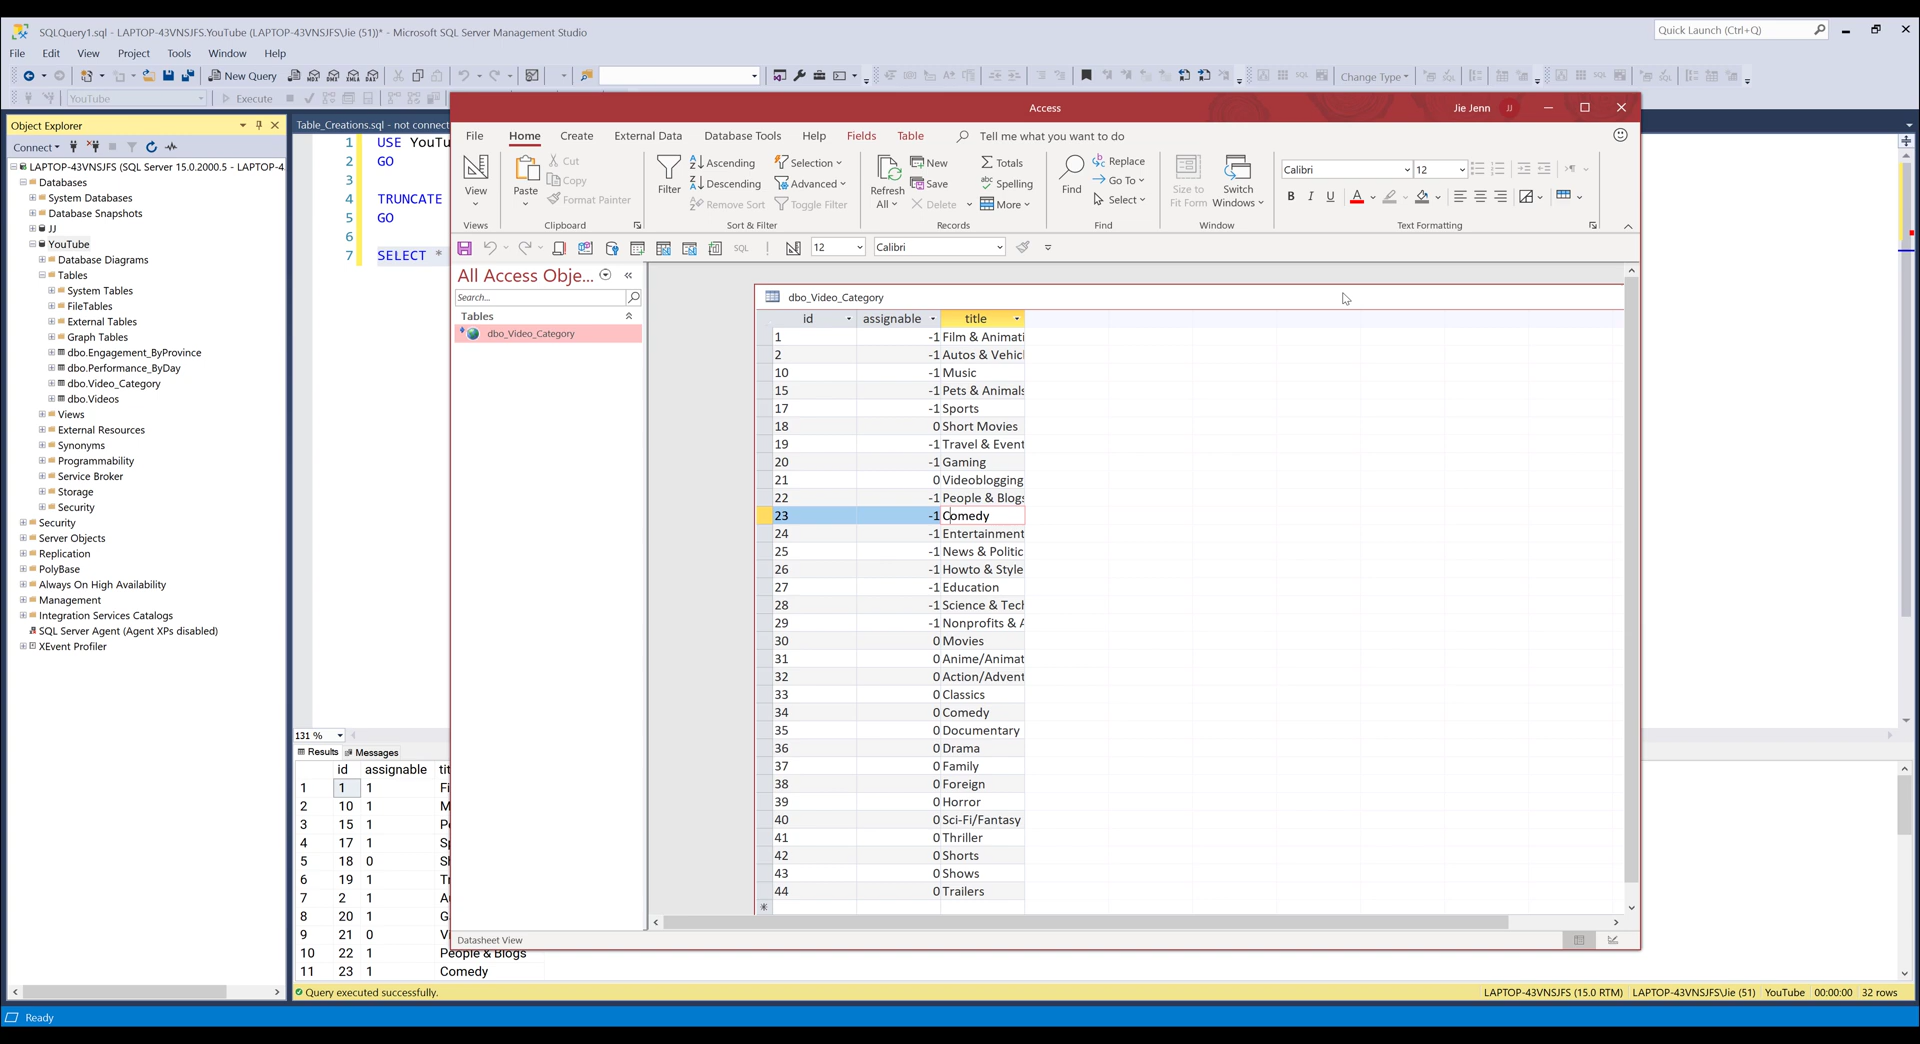 SQLQuery1.sql - LAPTOP-43VNSJFS.YouTube (LAPTOP-43VNSJFS\Jie (51))* - Microsoft SQL Server Management Studio
Quick Launch (Ctrl+Q)
File Edit View Project Tools Window Help
New Query
Change Type
YouTube
Execute
Object Explorer
Connect
LAPTOP-43VNSJFS (SQL Server 15.0.2000.5 - LAPTOP-4
Databases
System Databases
Database Snapshots
JJ
YouTube
Database Diagrams
Tables
System Tables
FileTables
External Tables
Graph Tables
dbo.Engagement_ByProvince
dbo.Performance_ByDay
dbo.Video_Category
dbo.Videos
Views
External Resources
Synonyms
Programmability
Service Broker
Storage
Security
Security
Server Objects
Replication
PolyBase
Always On High Availability
Management
Integration Services Catalogs
SQL Server Agent (Agent XPs disabled)
XEvent Profiler
Table_Creations.sql - not connect
1 USE YouTu
2 GO
3
4 TRUNCATE
5 GO
6
7 SELECT *
131 %
Results Messages
id assignable tit
1 1 1 Fi
2 10 1 M
3 15 1 Pe
4 17 1 Sp
5 18 0 Sh
6 19 1 Tr
7 2 1 Au
8 20 1 G
9 21 0 Vi
10 22 1 People & Blogs
11 23 1 Comedy
Query executed successfully.
LAPTOP-43VNSJFS (15.0 RTM) LAPTOP-43VNSJFS\Jie (51) YouTube 00:00:00 32 rows
Ready
Access
Jie Jenn JJ
File Home Create External Data Database Tools Help Fields Table Tell me what you want to do
View
Views
Paste
Cut
Copy
Format Painter
Clipboard
Filter
Ascending
Descending
Remove Sort
Selection
Advanced
Toggle Filter
Sort & Filter
Refresh All
New
Save
Delete
Totals
Spelling
More
Records
Find
Replace
Go To
Select
Find
Size to Fit Form
Switch Windows
Window
Calibri 12
B I U A
Text Formatting
SQL 12 Calibri
All Access Obje...
Search...
Tables
dbo_Video_Category
dbo_Video_Category
id assignable title
1 -1 Film & Animati
2 -1 Autos & Vehic
10 -1 Music
15 -1 Pets & Animals
17 -1 Sports
18 0 Short Movies
19 -1 Travel & Event
20 -1 Gaming
21 0 Videoblogging
22 -1 People & Blogs
23 -1 Comedy
24 -1 Entertainment
25 -1 News & Politic
26 -1 Howto & Style
27 -1 Education
28 -1 Science & Tech
29 -1 Nonprofits & A
30 0 Movies
31 0 Anime/Animat
32 0 Action/Advent
33 0 Classics
34 0 Comedy
35 0 Documentary
36 0 Drama
37 0 Family
38 0 Foreign
39 0 Horror
40 0 Sci-Fi/Fantasy
41 0 Thriller
42 0 Shorts
43 0 Shows
44 0 Trailers
Datasheet View